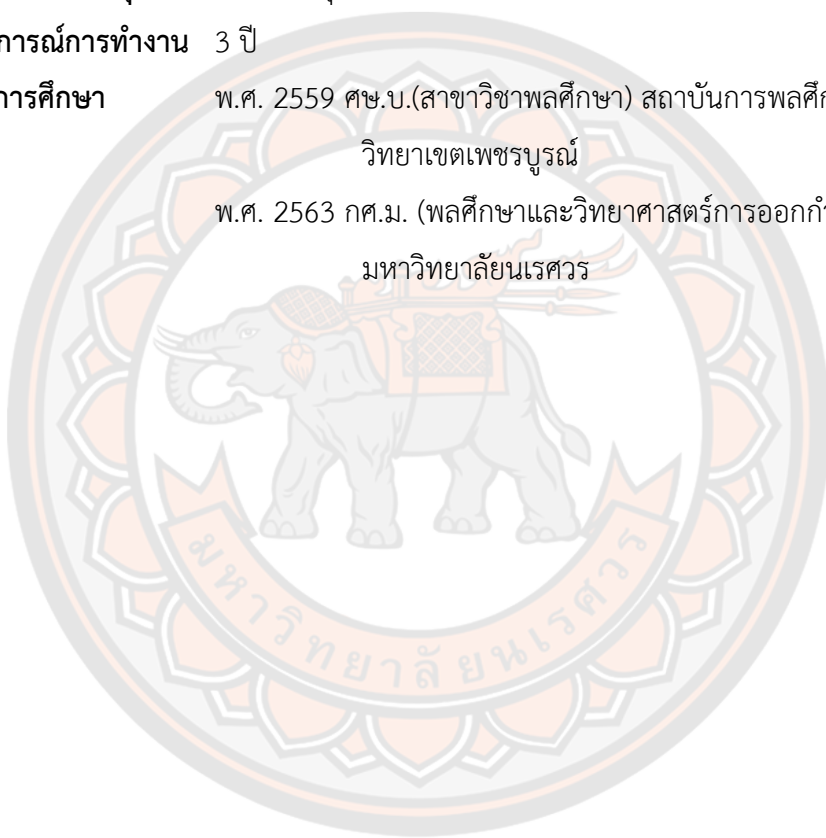 การณ์การทำงาน 3 ปี
การศึกษา พ.ศ. 2559 ศษ.บ.(สาขาวิชาพลศึกษา) สถาบันการพลศึก
วิทยาเขตเพชรบูรณ์
พ.ศ. 2563 กศ.ม. (พลศึกษาและวิทยาศาสตร์การออกกำ
มหาวิทยาลัยนเรศวร
มหาวิทยาลัยนเรศวร